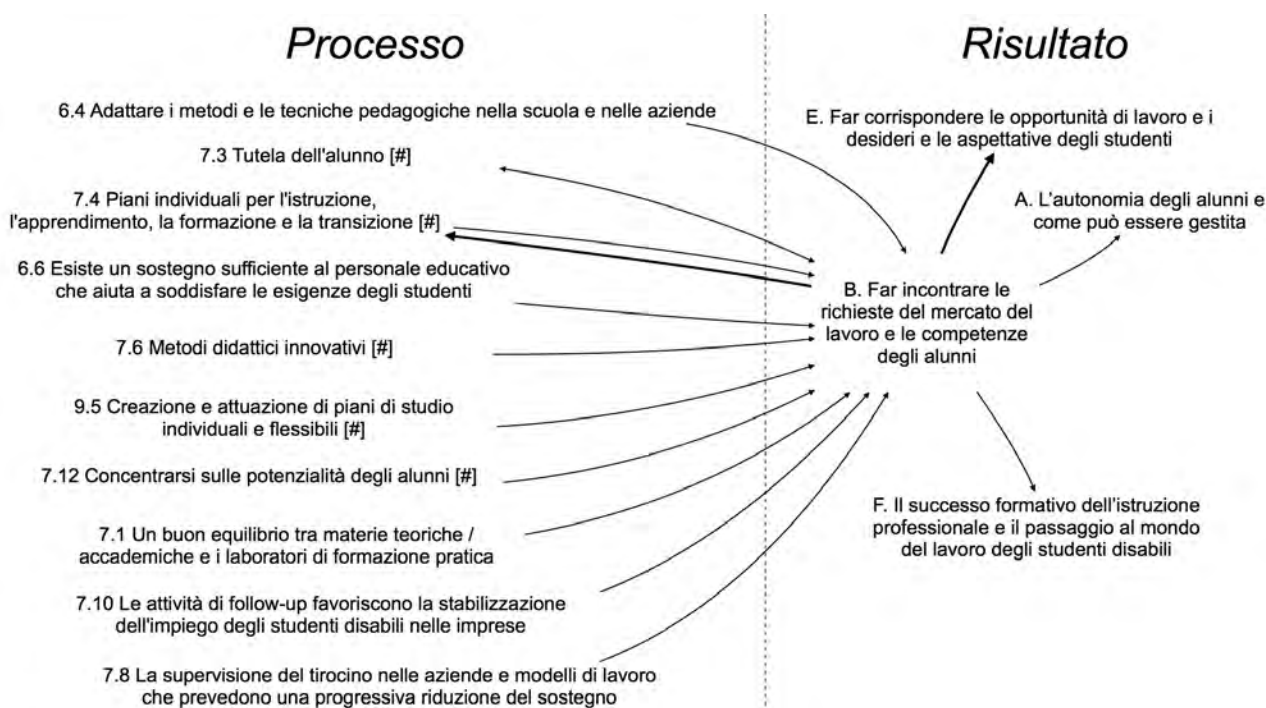 Processo
Risultato
6.4 Adattare i metodi e le tecniche pedagogiche nella scuola e nelle aziende
7.3 Tutela dell'alunno [#]
7.4 Piani individuali per l'istruzione,
l'apprendimento, la formazione e la transizione [#]
6.6 Esiste un sostegno sufficiente al personale educativo
che aiuta a soddisfare le esigenze degli studenti
7.6 Metodi didattici innovativi [#]
9.5 Creazione e attuazione di piani di studio
individuali e flessibili [#]
7.12 Concentrarsi sulle potenzialità degli alunni [#]
7.1 Un buon equilibrio tra materie teoriche /
accademiche e i laboratori di formazione pratica
7.10 Le attività di follow-up favoriscono la stabilizzazione
dell'impiego degli studenti disabili nelle imprese
7.8 La supervisione del tirocino nelle aziende e modelli di lavoro
che prevedono una progressiva riduzione del sostegno
E. Far corrispondere le opportunità di lavoro e i
desideri e le aspettative degli studenti
A. L'autonomia degli alunni e
come può essere gestita
B. Far incontrare le
richieste del mercato del
lavoro e le competenze
degli alunni
F. Il successo formativo dell'istruzione
professionale e il passaggio al mondo
del lavoro degli studenti disabili